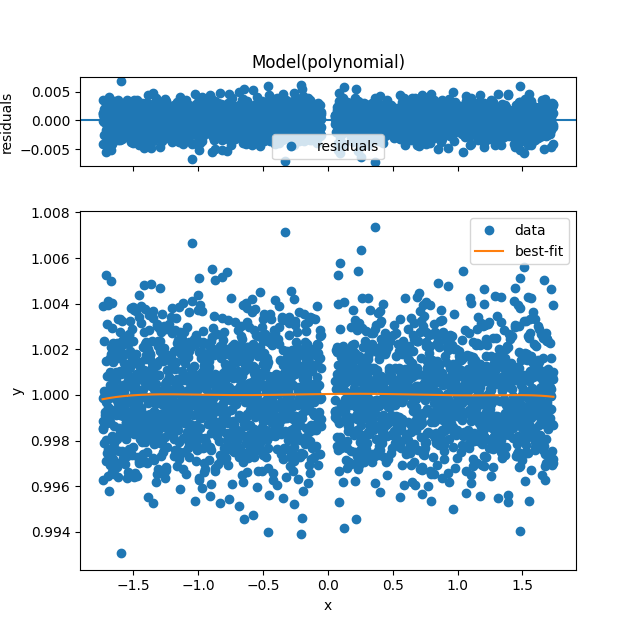 Model(polynomial)
residuals
0.005
0.000
−0.005
residuals
y
1.008
1.006
1.004
1.002
1.000
0.998
0.996
0.994
data
best-fit
−1.5 −1.0 −0.5 0.0 0.5 1.0 1.5
x